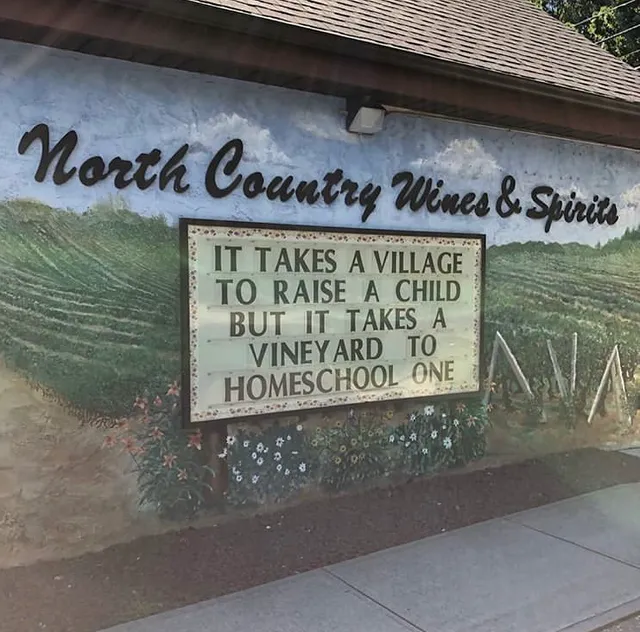 North Country Wines & Spirits
IT TAKES A VILLAGE
TO RAISE A CHILD
BUT IT TAKES A
VINEYARD TO
HOMESCHOOL ONE